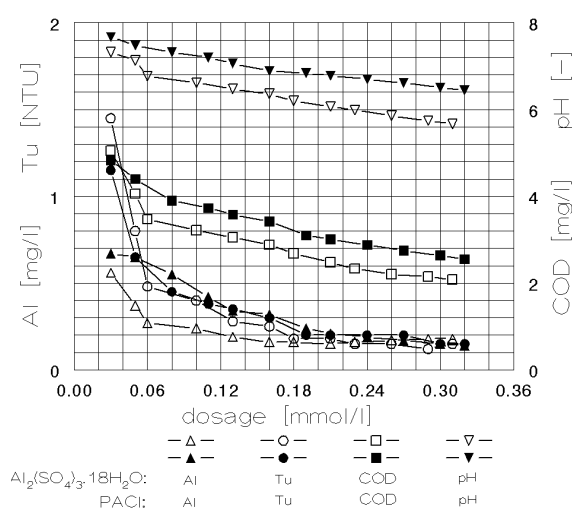 2
8
Tu [NTU]
pH [–]
6
1
4
Al [mg/l]
COD [mg/l]
2
0
0
0.00 0.06 0.12 0.18 0.24 0.30 0.36
dosage [mmol/l]
Al₂(SO₄)₃.18H₂O: Al Tu COD pH
PACl: Al Tu COD pH